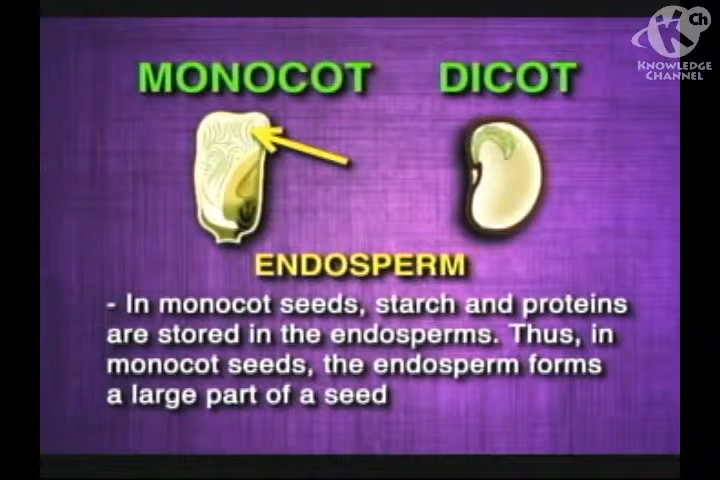 Ch
K
KNOWLEDGE
CHANNEL
MONOCOT DICOT
ENDOSPERM
- In monocot seeds, starch and proteins
are stored in the endosperms. Thus, in
monocot seeds, the endosperm forms
a large part of a seed